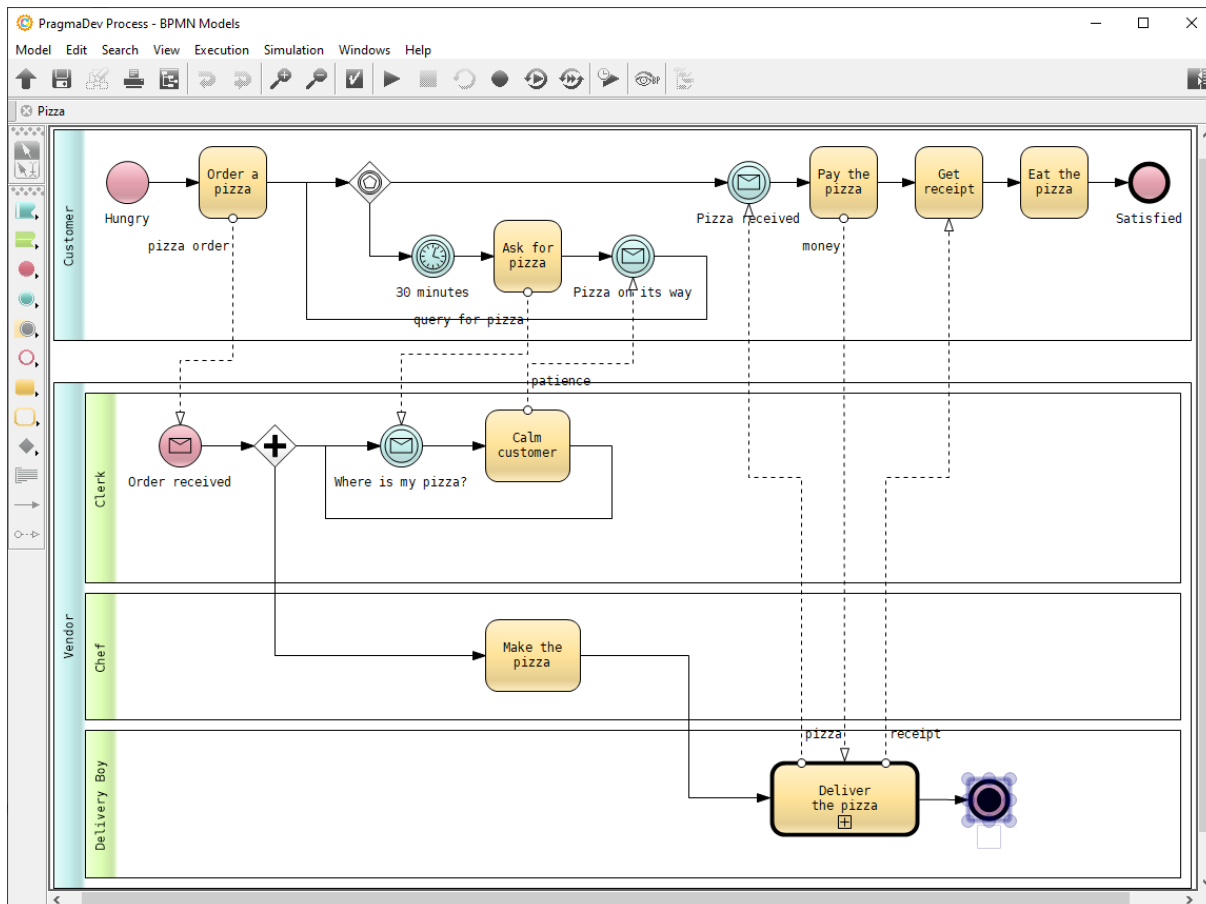 PragmaDev Process - BPMN Models
Model Edit Search View Execution Simulation Windows Help
BP
Pizza
Customer
Hungry
Order a
pizza
pizza order
30 minutes
Ask for
pizza
query for pizza
Pizza on its way
Pizza received
Pay the
pizza
money
Get
receipt
Eat the
pizza
Satisfied
patience
Vendor
Clerk
Order received
Where is my pizza?
Calm
customer
Chef
Make the
pizza
Delivery Boy
pizza
receipt
Deliver
the pizza